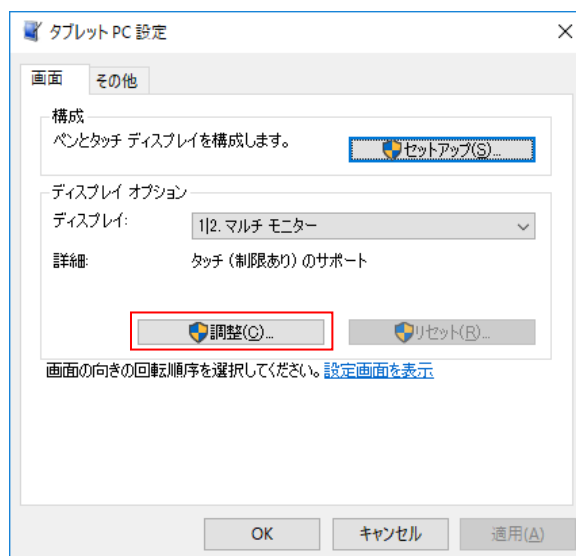 タブレット PC 設定
画面
その他
構成
ペンとタッチ ディスプレイを構成します。
セットアップ(S)...
ディスプレイ オプション
ディスプレイ:
1|2. マルチ モニター
詳細:
タッチ (制限あり) のサポート
調整(C)...
リセット(R)...
画面の向きの回転順序を選択してください。設定画面を表示
OK
キャンセル
適用(A)